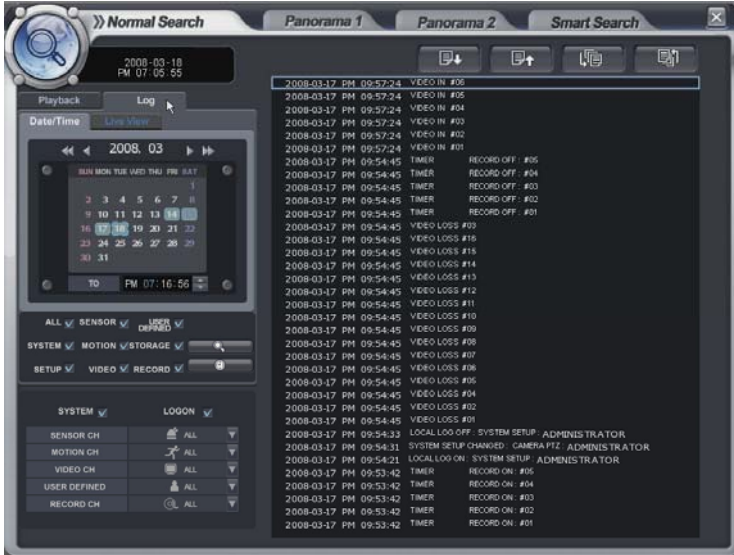 Normal Search
Panorama 1
Panorama 2
Smart Search
2008-03-18
PM 07:05:55
Playback
Log
Date/Time
Live View
2008. 03
SUN MON TUE WED THU FRI SAT
1
2 3 4 5 6 7 8
9 10 11 12 13 14 15
16 17 18 19 20 21 22
23 24 25 26 27 28 29
30 31
TO PM 07:16:56
ALL SENSOR USER DEFINED
SYSTEM MOTION STORAGE
SETUP VIDEO RECORD
SYSTEM LOGON
SENSOR CH ALL
MOTION CH ALL
VIDEO CH ALL
USER DEFINED ALL
RECORD CH ALL
2008-03-17 PM 09:57:24 VIDEO IN #06
2008-03-17 PM 09:57:24 VIDEO IN #05
2008-03-17 PM 09:57:24 VIDEO IN #04
2008-03-17 PM 09:57:24 VIDEO IN #03
2008-03-17 PM 09:57:24 VIDEO IN #02
2008-03-17 PM 09:57:24 VIDEO IN #01
2008-03-17 PM 09:54:45 TIMER RECORD OFF : #05
2008-03-17 PM 09:54:45 TIMER RECORD OFF : #04
2008-03-17 PM 09:54:45 TIMER RECORD OFF : #03
2008-03-17 PM 09:54:45 TIMER RECORD OFF : #02
2008-03-17 PM 09:54:45 TIMER RECORD OFF : #01
2008-03-17 PM 09:54:45 VIDEO LOSS #03
2008-03-17 PM 09:54:45 VIDEO LOSS #16
2008-03-17 PM 09:54:45 VIDEO LOSS #15
2008-03-17 PM 09:54:45 VIDEO LOSS #14
2008-03-17 PM 09:54:45 VIDEO LOSS #13
2008-03-17 PM 09:54:45 VIDEO LOSS #12
2008-03-17 PM 09:54:45 VIDEO LOSS #11
2008-03-17 PM 09:54:45 VIDEO LOSS #10
2008-03-17 PM 09:54:45 VIDEO LOSS #09
2008-03-17 PM 09:54:45 VIDEO LOSS #08
2008-03-17 PM 09:54:45 VIDEO LOSS #07
2008-03-17 PM 09:54:45 VIDEO LOSS #06
2008-03-17 PM 09:54:45 VIDEO LOSS #05
2008-03-17 PM 09:54:45 VIDEO LOSS #04
2008-03-17 PM 09:54:45 VIDEO LOSS #02
2008-03-17 PM 09:54:45 VIDEO LOSS #01
2008-03-17 PM 09:54:33 LOCAL LOG OFF : SYSTEM SETUP : ADMINISTRATOR
2008-03-17 PM 09:54:31 SYSTEM SETUP CHANGED : CAMERA PTZ : ADMINISTRATOR
2008-03-17 PM 09:54:21 LOCAL LOG ON : SYSTEM SETUP : ADMINISTRATOR
2008-03-17 PM 09:53:42 TIMER RECORD ON : #05
2008-03-17 PM 09:53:42 TIMER RECORD ON : #04
2008-03-17 PM 09:53:42 TIMER RECORD ON : #03
2008-03-17 PM 09:53:42 TIMER RECORD ON : #02
2008-03-17 PM 09:53:42 TIMER RECORD ON : #01